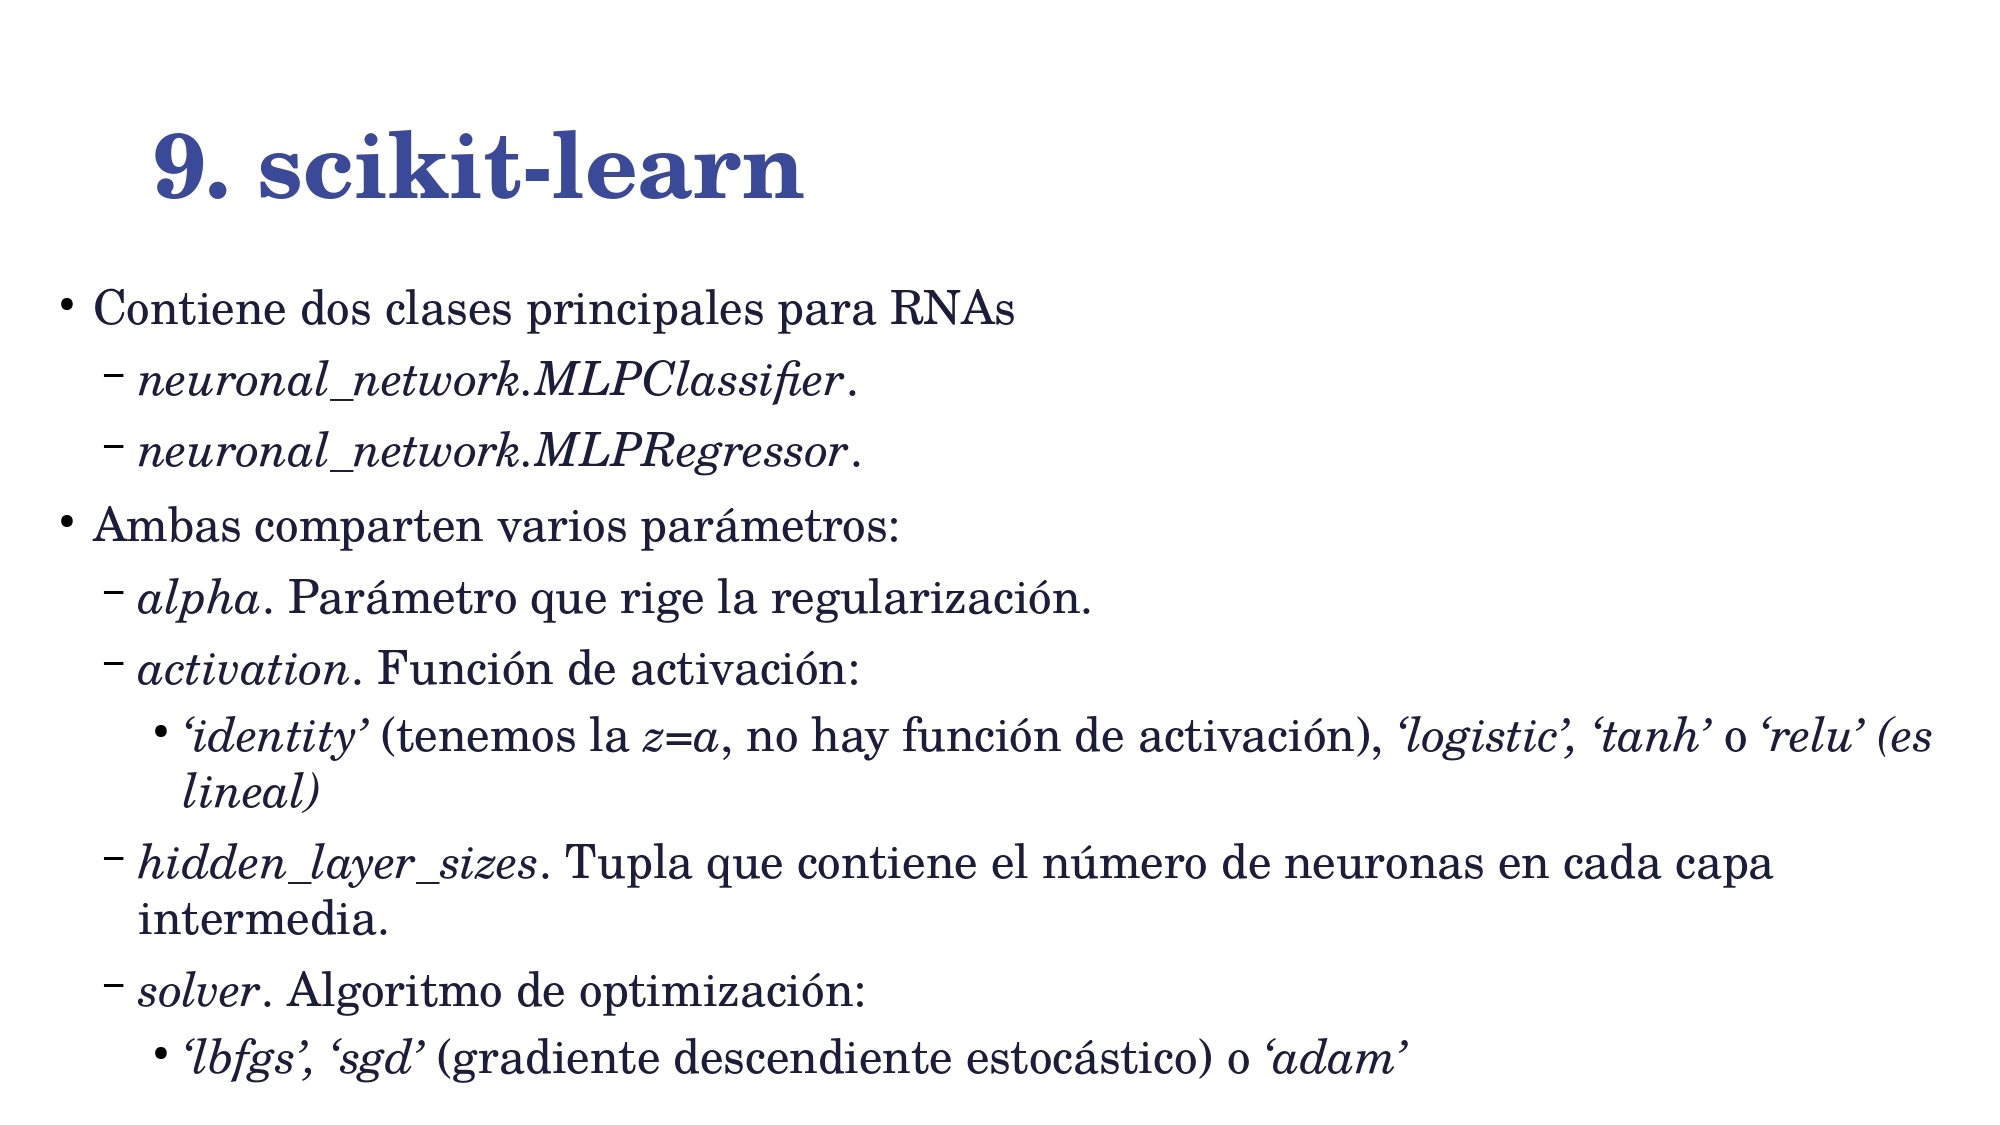 9. scikit-learn
• Contiene dos clases principales para RNAs
– neuronal_network.MLPClassifier.
– neuronal_network.MLPRegressor.
• Ambas comparten varios parámetros:
– alpha. Parámetro que rige la regularización.
– activation. Función de activación:
• ‘identity’ (tenemos la z=a, no hay función de activación), ‘logistic’, ‘tanh’ o ‘relu’ (es
lineal)
– hidden_layer_sizes. Tupla que contiene el número de neuronas en cada capa
intermedia.
– solver. Algoritmo de optimización:
• ‘lbfgs’, ‘sgd’ (gradiente descendiente estocástico) o ‘adam’